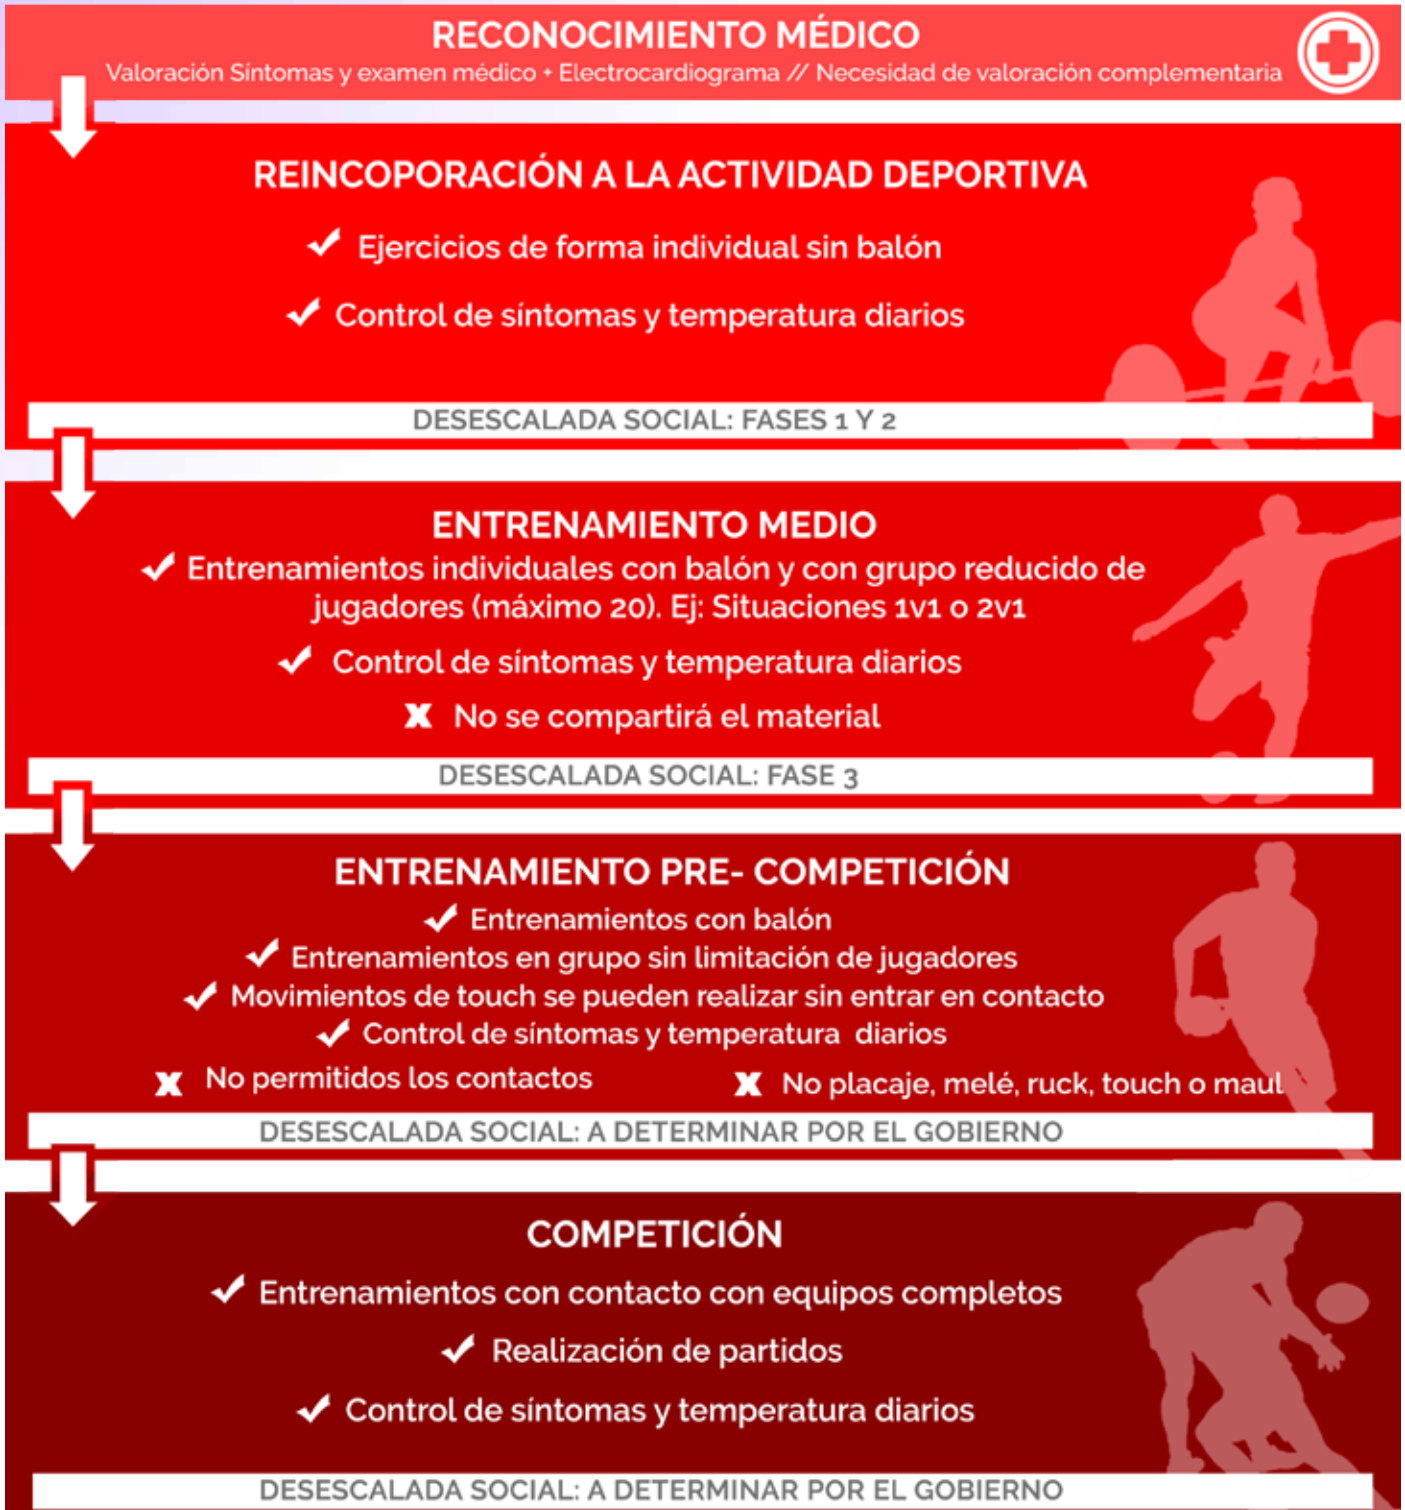 RECONOCIMIENTO MÉDICO
Valoración Síntomas y examen médico + Electrocardiograma // Necesidad de valoración complementaria
REINCOPORACIÓN A LA ACTIVIDAD DEPORTIVA
Ejercicios de forma individual sin balón
Control de síntomas y temperatura diarios
DESESCALADA SOCIAL: FASES 1 Y 2
ENTRENAMIENTO MEDIO
Entrenamientos individuales con balón y con grupo reducido de
jugadores (máximo 20). Ej: Situaciones 1v1 o 2v1
Control de síntomas y temperatura diarios
No se compartirá el material
DESESCALADA SOCIAL: FASE 3
ENTRENAMIENTO PRE- COMPETICIÓN
Entrenamientos con balón
Entrenamientos en grupo sin limitación de jugadores
Movimientos de touch se pueden realizar sin entrar en contacto
Control de síntomas y temperatura diarios
No permitidos los contactos
No placaje, melé, ruck, touch o maul
DESESCALADA SOCIAL: A DETERMINAR POR EL GOBIERNO
COMPETICIÓN
Entrenamientos con contacto con equipos completos
Realización de partidos
Control de síntomas y temperatura diarios
DESESCALADA SOCIAL: A DETERMINAR POR EL GOBIERNO